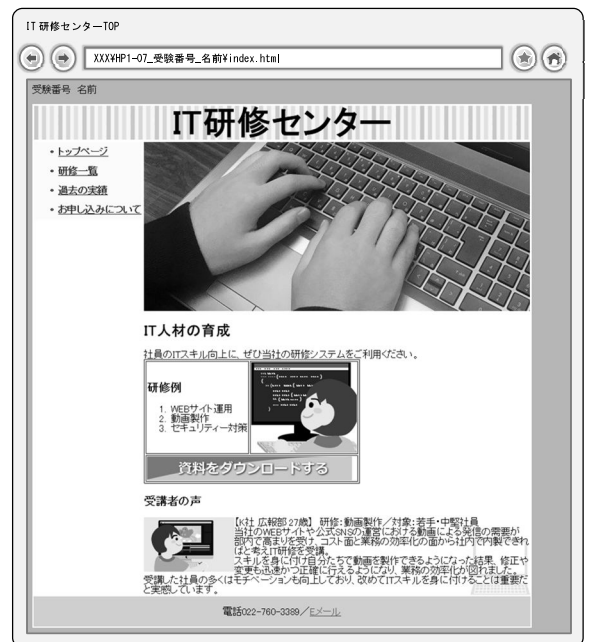 IT研修センターTOP
XXX¥HP1-07_受験番号_名前¥index.html
受験番号 名前
IT研修センター
・トップページ
・研修一覧
・過去の実績
・お申し込みについて
IT人材の育成
社員のITスキル向上に、ぜひ当社の研修システムをご利用ください。
研修例
1. WEBサイト運用
2. 動画製作
3. セキュリティー対策
資料をダウンロードする
受講者の声
【K社 広報部 27歳】 研修:動画製作/対象:若手・中堅社員
当社のWEBサイトや公式SNSの運営における動画による発信の需要が
部内で高まりを受け、コスト面と業務の効率化の面から社内で内製できれ
ばと考えIT研修を受講。
スキルを身に付け自分たちで動画を製作できるようになった結果、修正や
変更も迅速かつ正確に行えるようになり、業務の効率化が図れました。
受講した社員の多くはモチベーションも向上しており、改めてITスキルを身に付けることは重要だ
と実感しています。
電話022-760-3389/Eメール